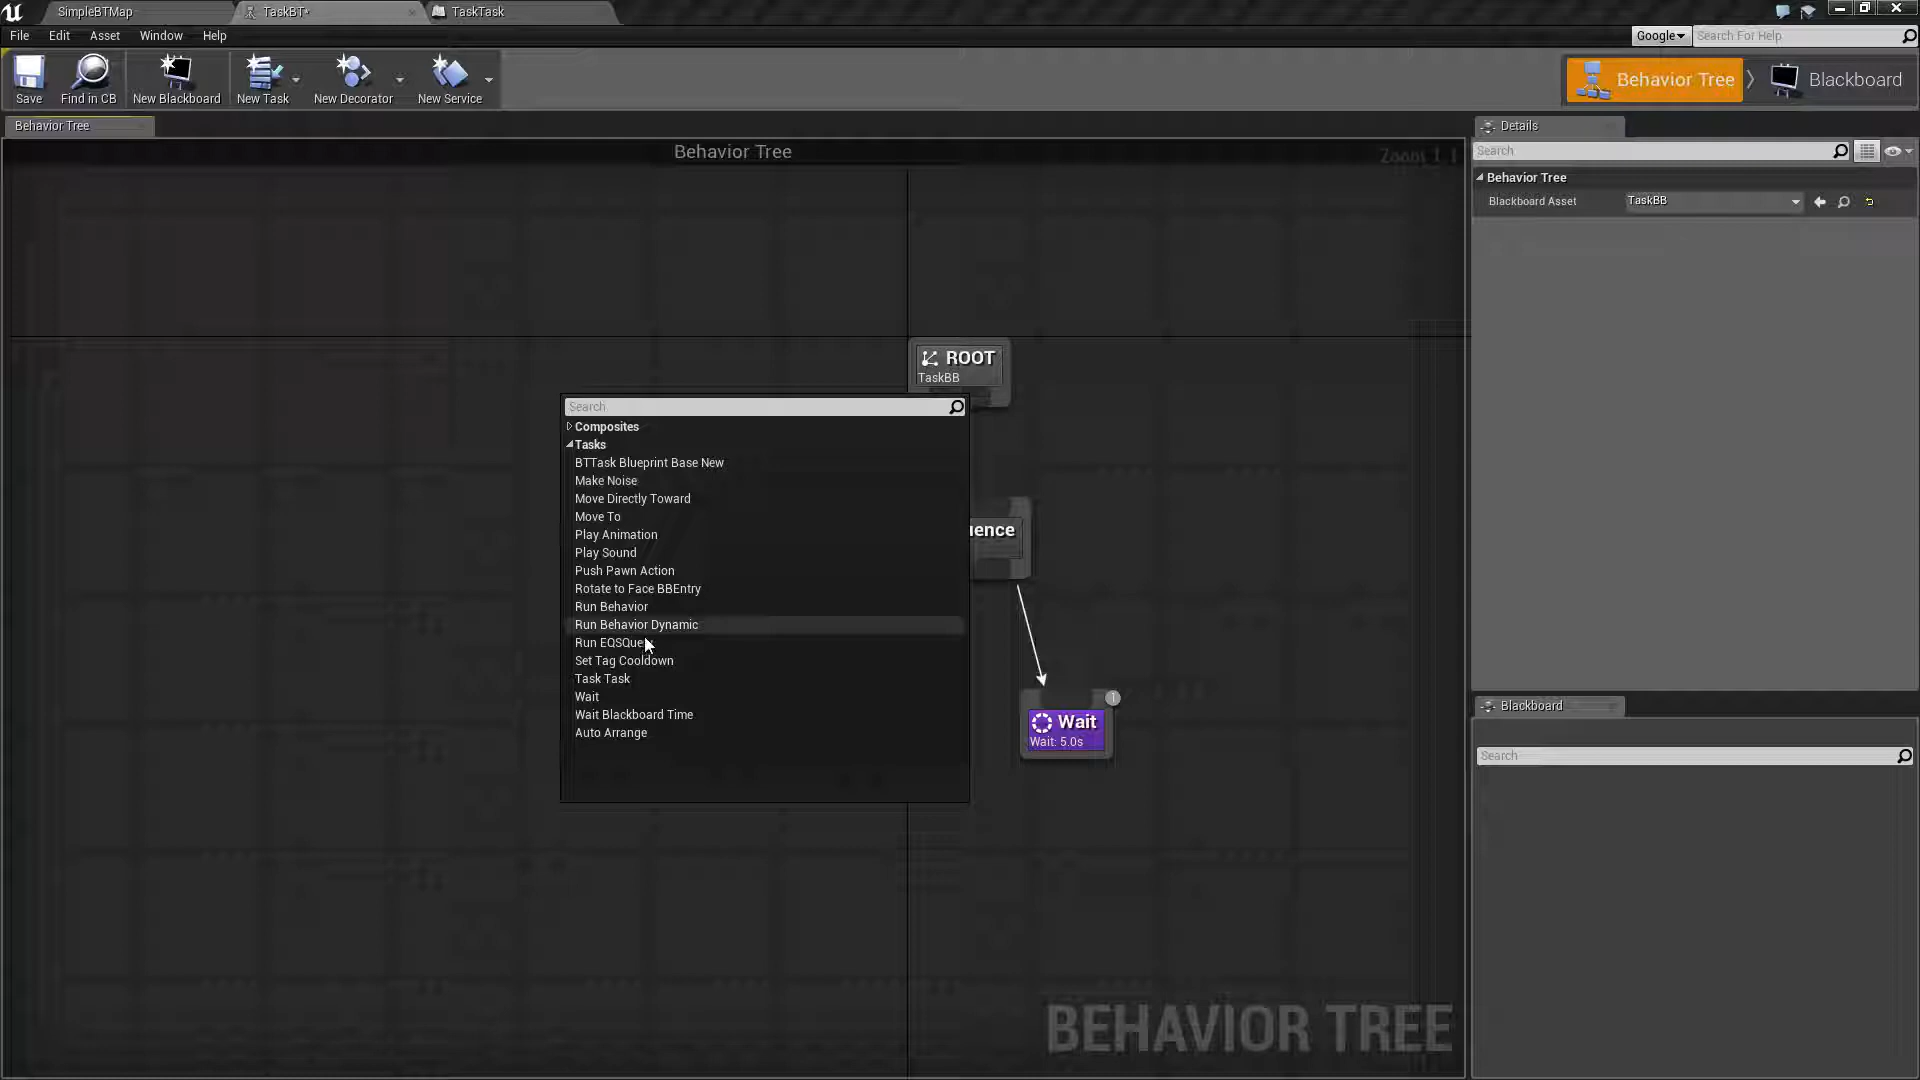 SimpleBTMap
TaskBT•
TaskTask
File
Edit
Asset
Window
Help
Google
Search For Help
Save
Find in CB
New Blackboard
New Task
New Decorator
New Service
Behavior Tree
Blackboard
Behavior Tree
Details
Behavior Tree
Zoom 1:1
Search
Behavior Tree
Blackboard Asset
TaskBB
ROOT
TaskBB
Search
Composites
Tasks
BTTask Blueprint Base New
Make Noise
Move Directly Toward
Move To
Play Animation
Play Sound
Push Pawn Action
Rotate to Face BBEntry
Run Behavior
Run Behavior Dynamic
Run EQSQue
Set Tag Cooldown
Task Task
Wait
Wait Blackboard Time
Auto Arrange
uence
1
Wait
Wait: 5.0s
Blackboard
Search
BEHAVIOR TREE